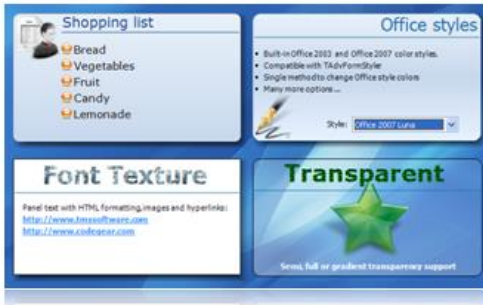 Shopping list
Bread
Vegetables
Fruit
Candy
Lemonade
Office styles
Built-in Office 2003 and Office 2007 color styles.
Compatible with TAdvFormStyler
Single method to change Office style colors
Many more options...
Style: Office 2007 Luna
Font Texture
Panel text with HTML formatting, images and hyperlinks:
http://www.tmssoftware.com
http://www.codegear.com
Transparent
Semi, full or gradient transparency support